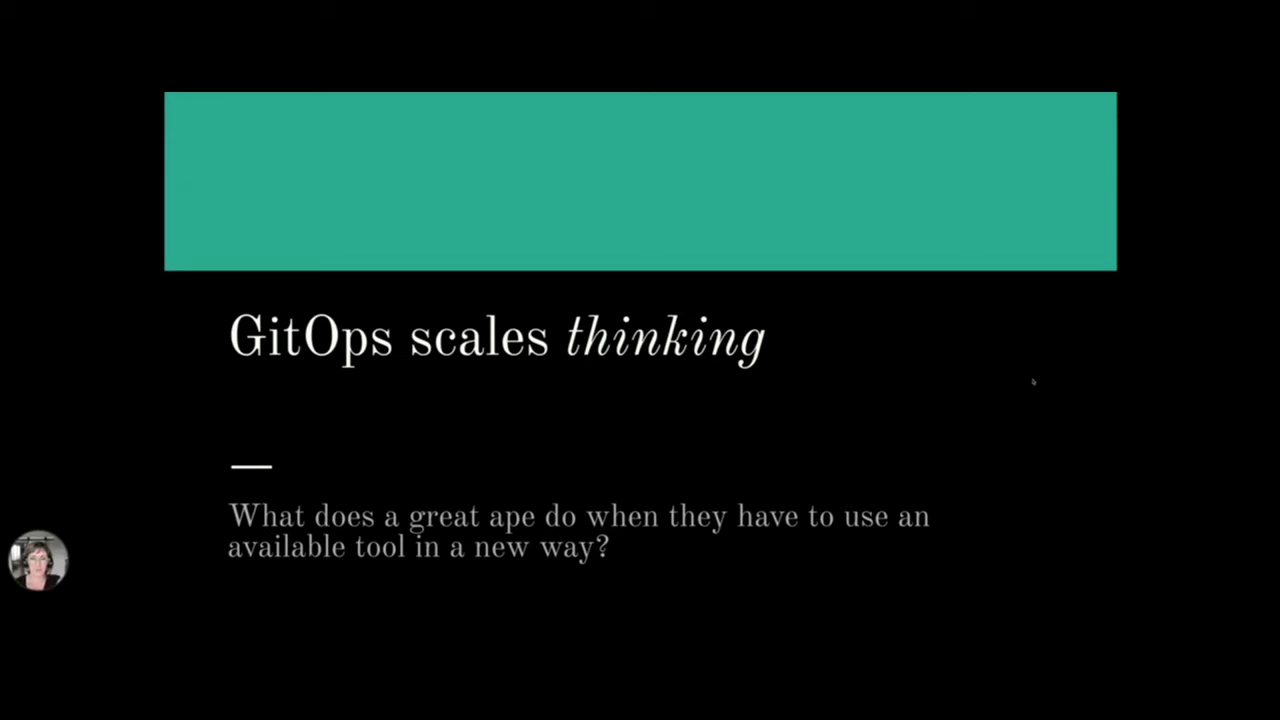 GitOps scales thinking
What does a great ape do when they have to use an
available tool in a new way?